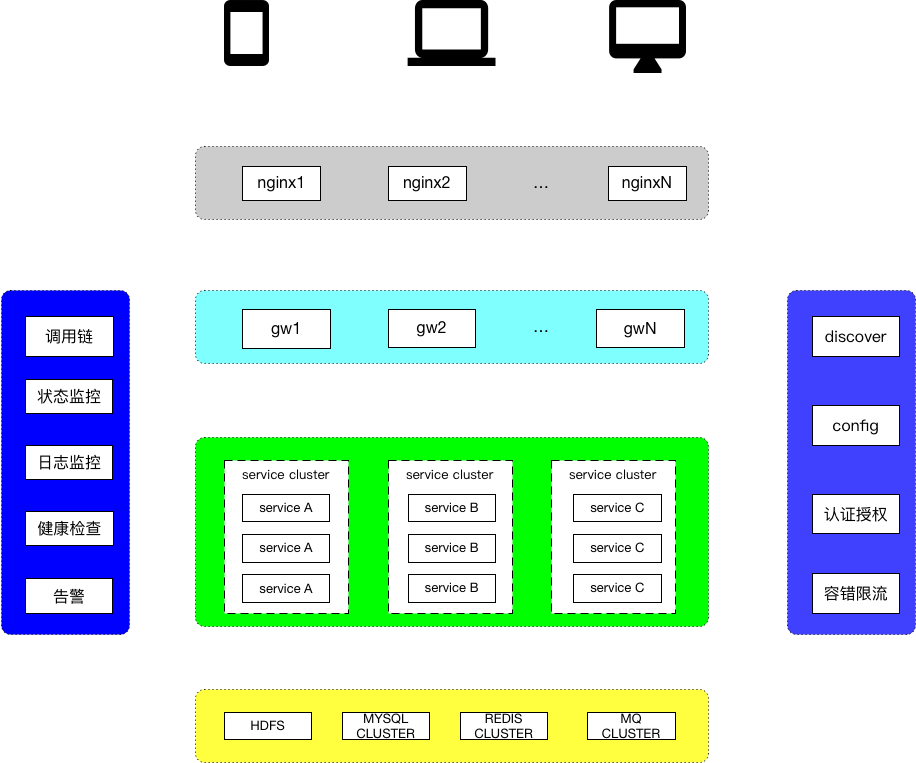 nginx1
nginx2
...
nginxN
gw1
gw2
...
gwN
调用链
状态监控
日志监控
健康检查
告警
service cluster
service A
service A
service A
service cluster
service B
service B
service B
service cluster
service C
service C
service C
discover
config
认证授权
容错限流
HDFS
MYSQL
CLUSTER
REDIS
CLUSTER
MQ
CLUSTER